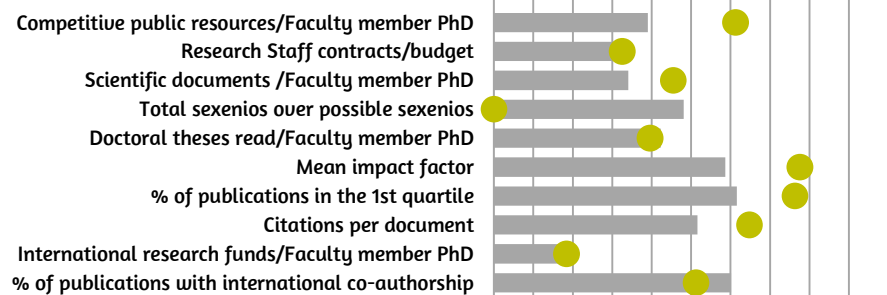 Competitive public resources/Faculty member PhD
Research Staff contracts/budget
Scientific documents /Faculty member PhD
Total sexenios over possible sexenios
Doctoral theses read/Faculty member PhD
Mean impact factor
% of publications in the 1st quartile
Citations per document
International research funds/Faculty member PhD
% of publications with international co-authorship